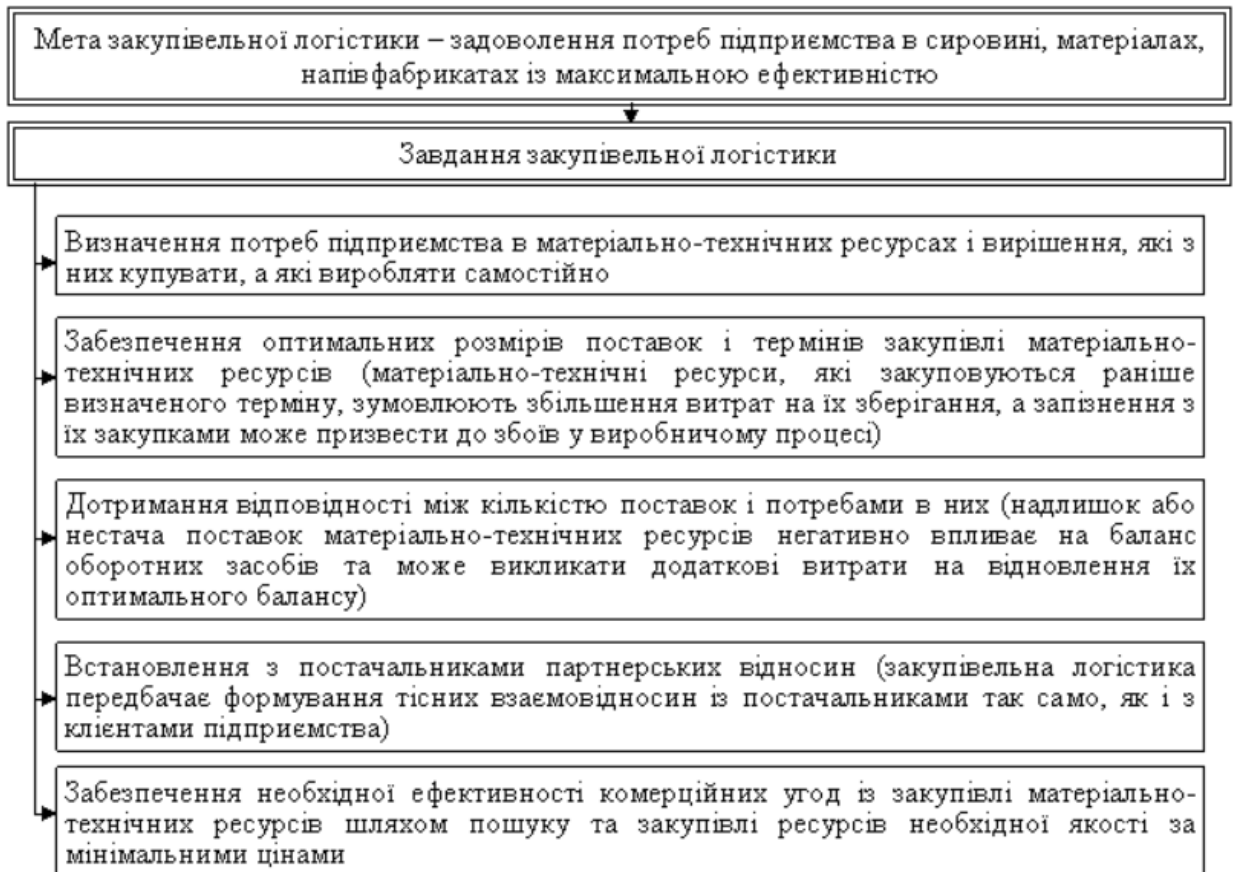 Мета закупівельної логістики – задоволення потреб підприємства в сировині, матеріалах,
напівфабрикатах із максимальною ефективністю
Завдання закупівельної логістики
Визначення потреб підприємства в матеріально-технічних ресурсах і вирішення, які з
них купувати, а які виробляти самостійно
Забезпечення оптимальних розмірів поставок і термінів закупівлі матеріально-
технічних ресурсів (матеріально-технічні ресурси, які закуповуються раніше
визначеного терміну, зумовлюють збільшення витрат на їх зберігання, а запізнення з
їх закупками може призвести до збоїв у виробничому процесі)
Дотримання відповідності між кількістю поставок і потребами в них (надлишок або
нестача поставок матеріально-технічних ресурсів негативно впливає на баланс
оборотних засобів та може викликати додаткові витрати на відновлення їх
оптимального балансу)
Встановлення з постачальниками партнерських відносин (закупівельна логістика
передбачає формування тісних взаємовідносин із постачальниками так само, як і з
клієнтами підприємства)
Забезпечення необхідної ефективності комерційних угод із закупівлі матеріально-
технічних ресурсів шляхом пошуку та закупівлі ресурсів необхідної якості за
мінімальними цінами